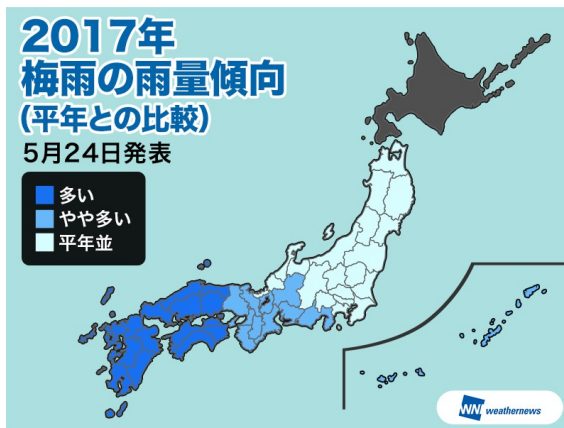 2017年
梅雨の雨量傾向
(平年との比較)
5月24日発表
多い
やや多い
平年並
WN weathernews